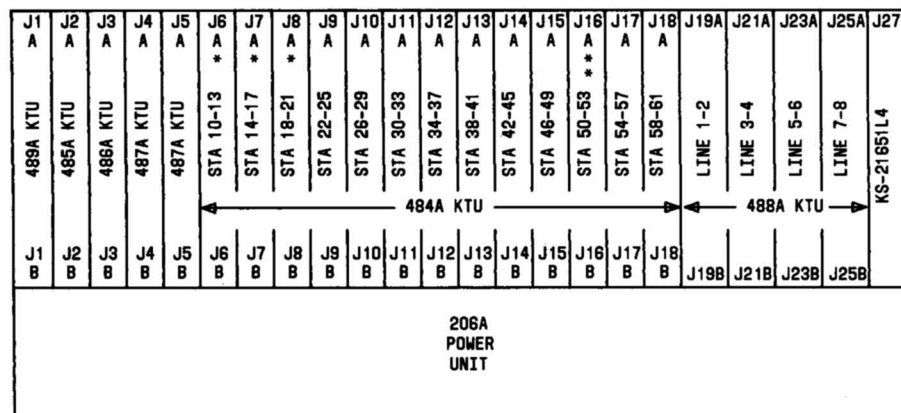 J1 J2 J3 J4 J5 J6 J7 J8 J9 J10 J11 J12 J13 J14 J15 J16 J17 J18 J19A J21A J23A J25A J27
A A A A A A A A A A A A A A A A A A
* * * **
489A KTU
485A KTU
486A KTU
487A KTU
487A KTU
STA 10-13
STA 14-17
STA 18-21
STA 22-25
STA 26-29
STA 30-33
STA 34-37
STA 38-41
STA 42-45
STA 46-49
STA 50-53
STA 54-57
STA 58-61
LINE 1-2
LINE 3-4
LINE 5-6
LINE 7-8
KS-21651L4
484A KTU
488A KTU
J1 J2 J3 J4 J5 J6 J7 J8 J9 J10 J11 J12 J13 J14 J15 J16 J17 J18
B B B B B B B B B B B B B B B B B B J19B J21B J23B J25B
206A
POWER
UNIT